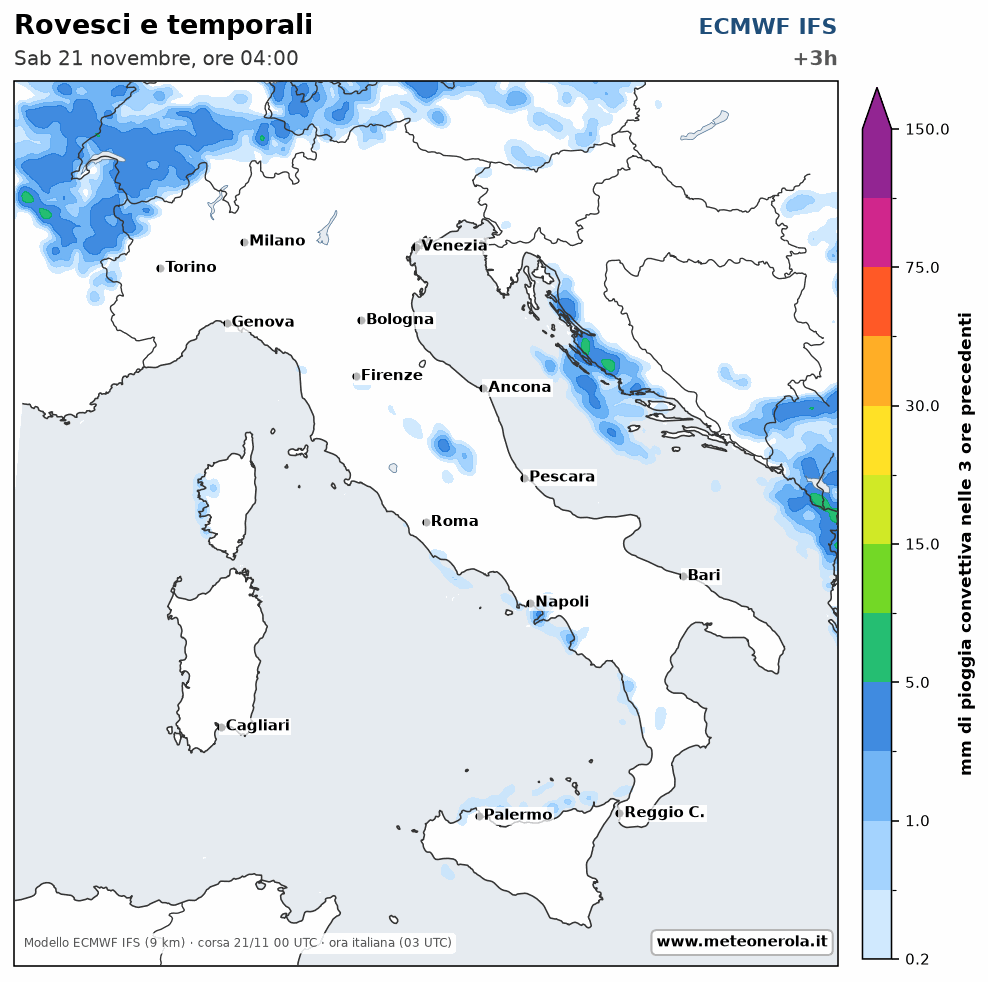 Rovesci e temporali
ECMWF IFS
Sab 21 novembre, ore 04:00
+3h
150.0
75.0
30.0
15.0
5.0
1.0
0.2
mm di pioggia convettiva nelle 3 ore precedenti
Milano
Venezia
Torino
Genova
Bologna
Firenze
Ancona
Pescara
Roma
Bari
Napoli
Cagliari
Palermo
Reggio C.
Modello ECMWF IFS (9 km) · corsa 21/11 00 UTC · ora italiana (03 UTC)
www.meteonerola.it